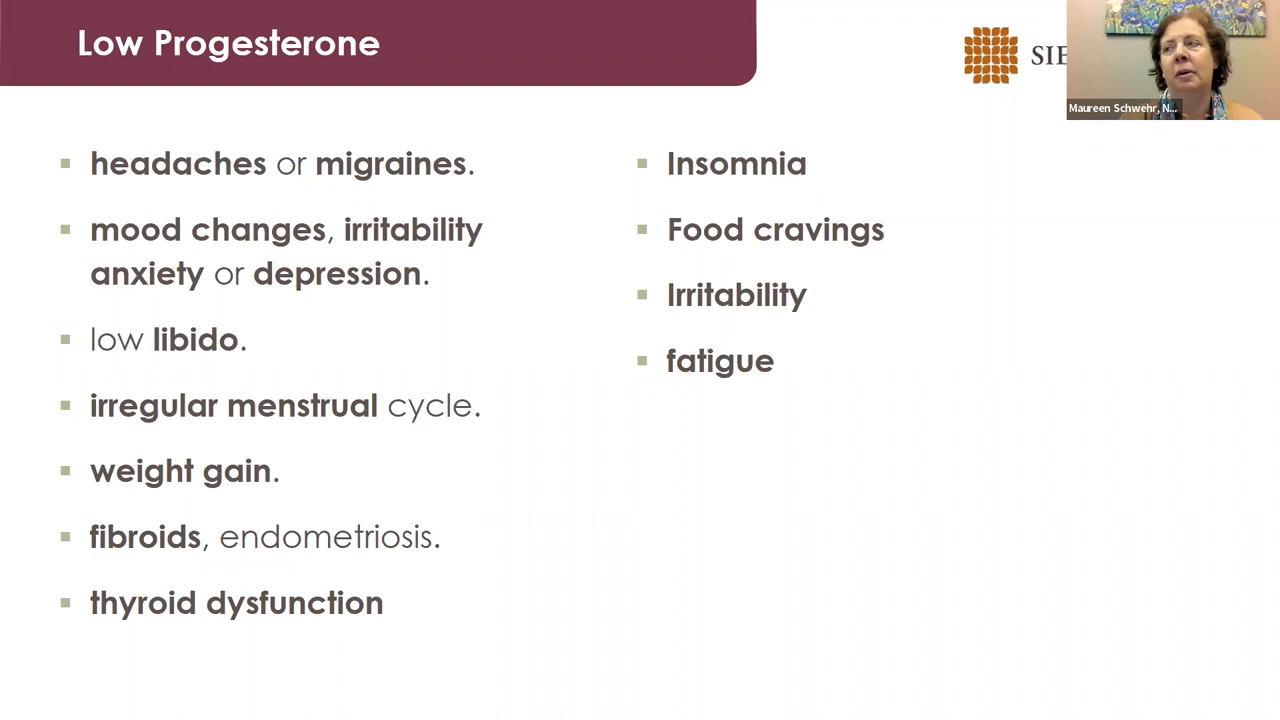 Low Progesterone
SIE
Maureen Schwehr, N...
headaches or migraines.
mood changes, irritability
anxiety or depression.
low libido.
irregular menstrual cycle.
weight gain.
fibroids, endometriosis.
thyroid dysfunction
Insomnia
Food cravings
Irritability
fatigue